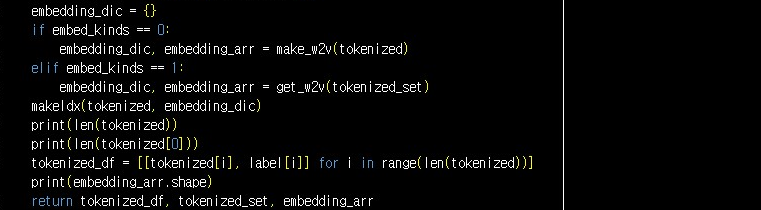 embedding_dic = {}
if embed_kinds == 0:
    embedding_dic, embedding_arr = make_w2v(tokenized)
elif embed_kinds == 1:
    embedding_dic, embedding_arr = get_w2v(tokenized_set)
makeIdx(tokenized, embedding_dic)
print(len(tokenized))
print(len(tokenized[0]))
tokenized_df = [[tokenized[i], label[i]] for i in range(len(tokenized))]
print(embedding_arr.shape)
return tokenized_df, tokenized_set, embedding_arr